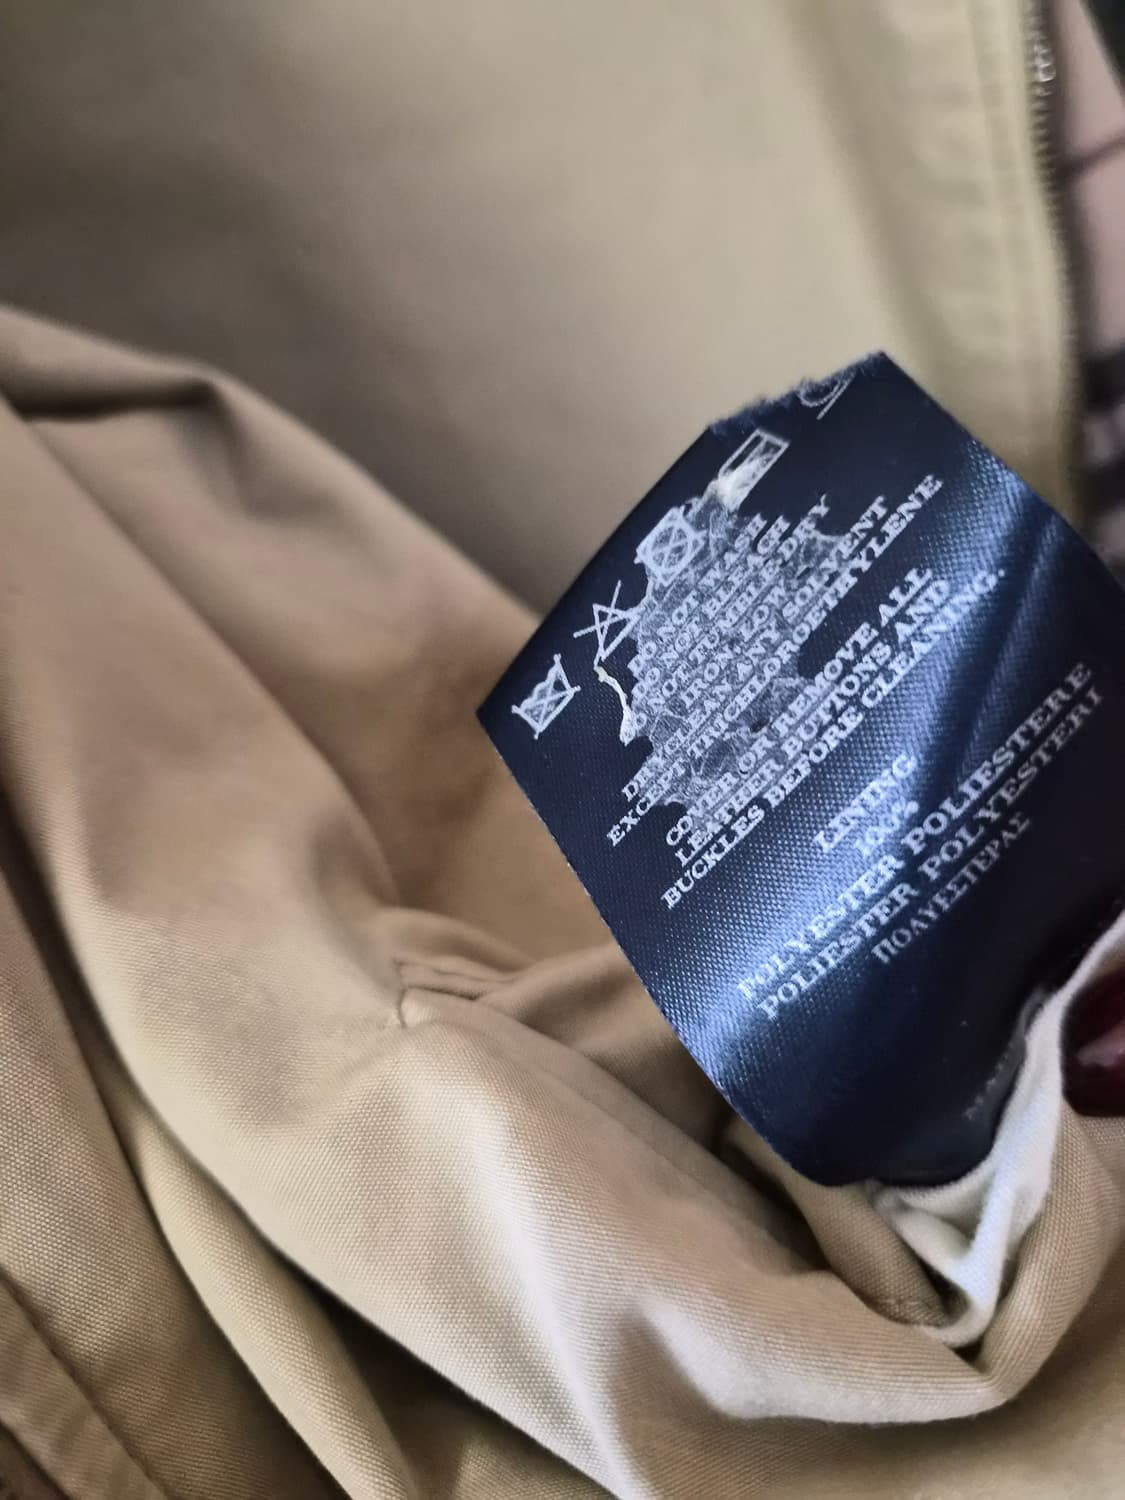 DO NOT WASH
DO NOT BLEACH
DO NOT TUMBLE DRY
IRON, LOW
DRY CLEAN ANY SOLVENT
EXCEPT TRICHLOROETHYLENE
COVER OR REMOVE ALL
LEATHER BUTTONS AND
BUCKLES BEFORE CLEANING.
LINING
100%
POLYESTER POLIESTERE
POLIESTER POLYESTERI
ΠΟΛΥΕΣΤΕΡΑΣ